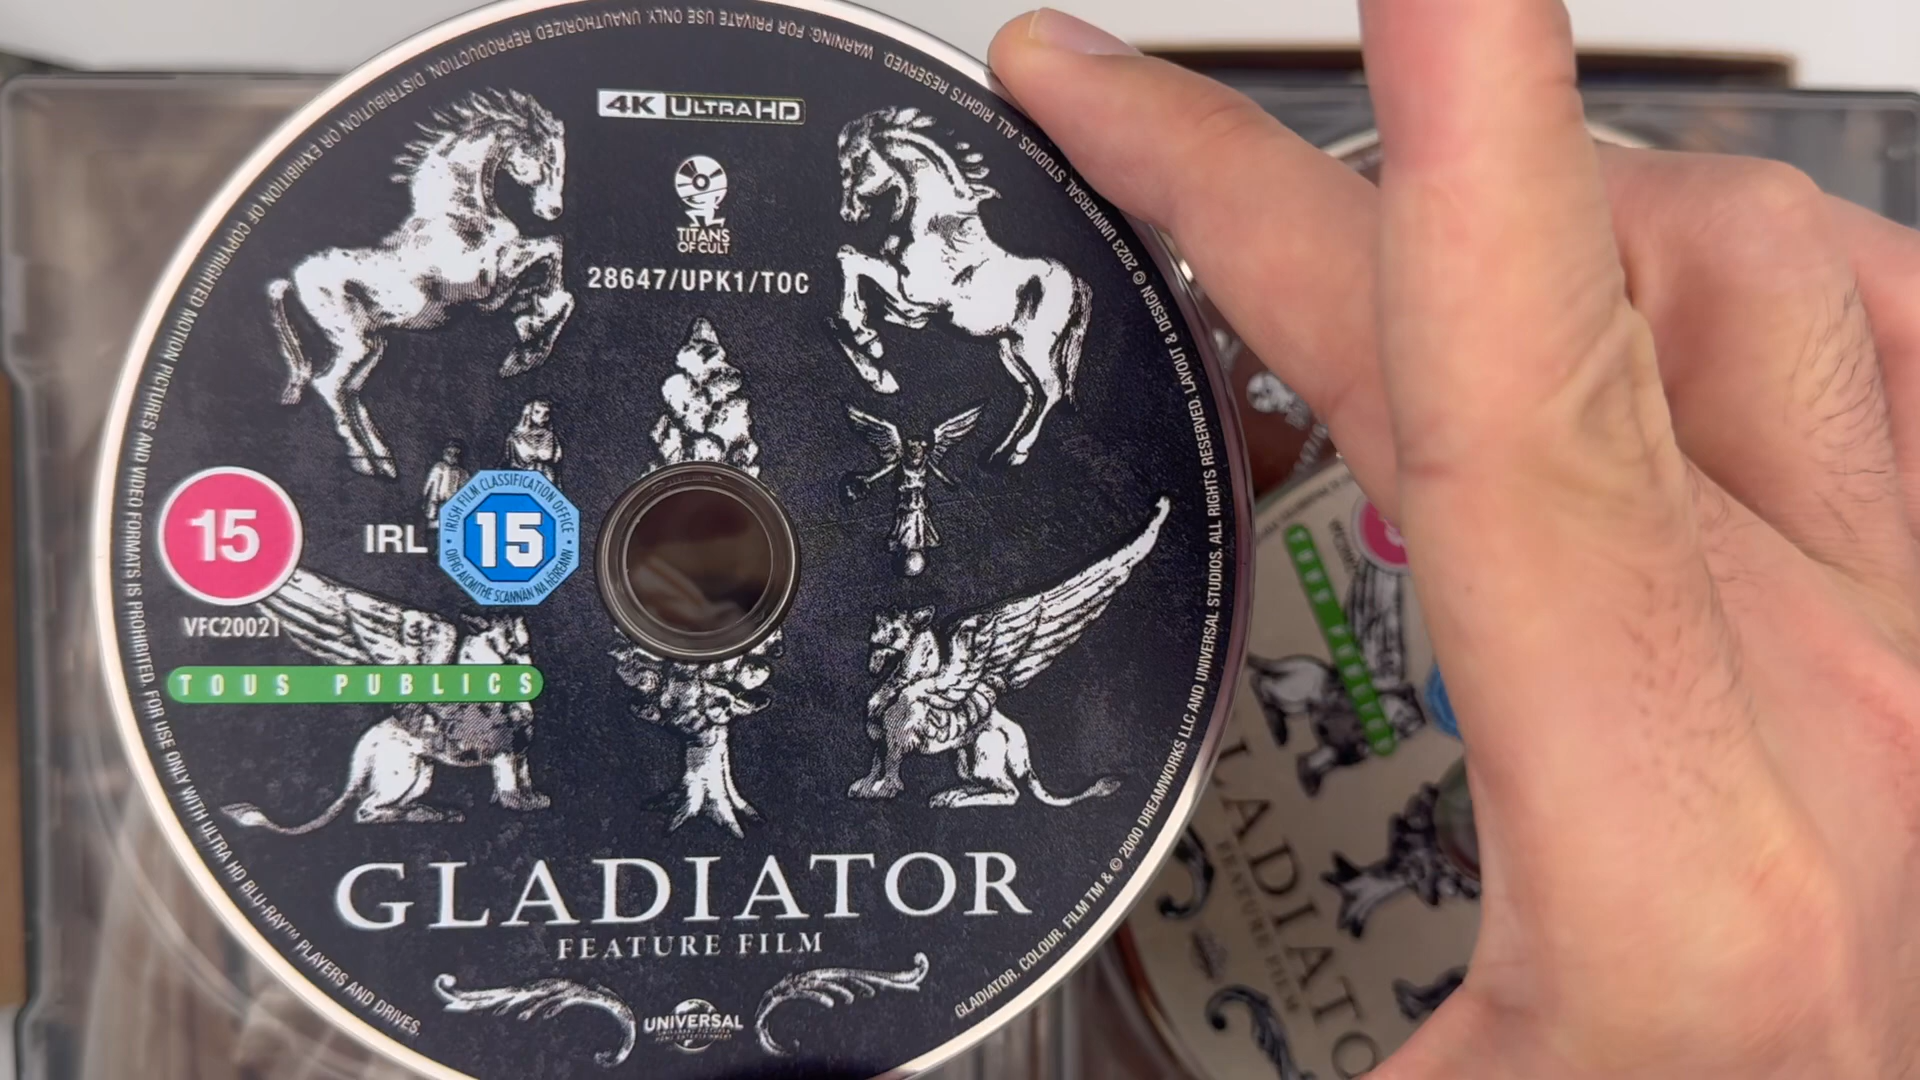 WARNING. FOR PRIVATE USE ONLY. UNAUTHORIZED REPRODUCTION, DISTRIBUTION OR EXHIBITION OF COPYRIGHTED MOTION PICTURES AND VIDEO FORMATS IS PROHIBITED. FOR USE ONLY WITH ULTRA HD BLU-RAY™ PLAYERS AND DRIVES.
4K ULTRAHD
TITANS
OF CULT
28647/UPK1/TOC
15
IRL
IRISH FILM CLASSIFICATION OFFICE
15
OIFIG AICMITHE SCANNÁN NA hÉIREANN
VFC20021
TOUS PUBLICS
GLADIATOR
FEATURE FILM
UNIVERSAL
GLADIATOR, COLOUR, FILM TM & © 2000 DREAMWORKS LLC AND UNIVERSAL STUDIOS. ALL RIGHTS RESERVED. LAYOUT & DESIGN © 2023 UNIVERSAL STUDIOS. ALL RIGHTS RESERVED.
TOUS PUBLICS
LADIATO
FEATURE FILM